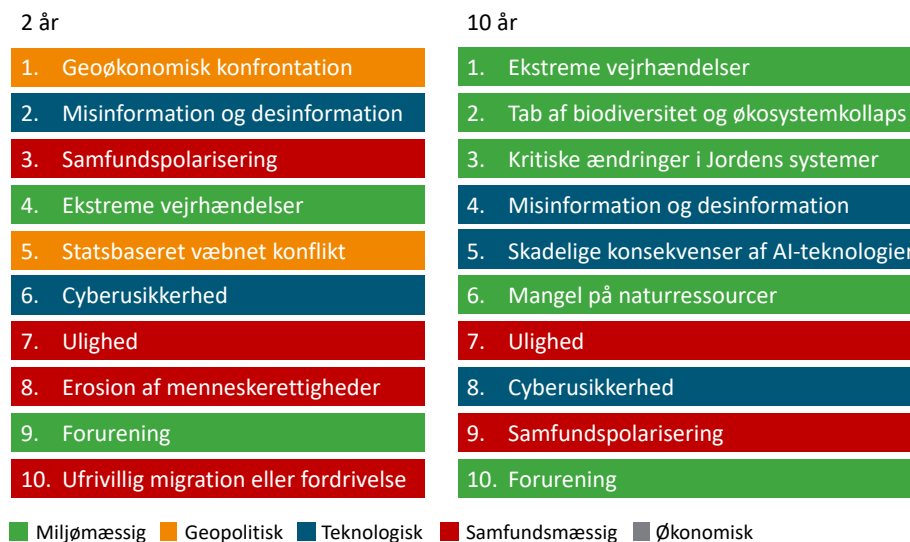 2 år
1. Geoøkonomisk konfrontation
2. Misinformation og desinformation
3. Samfundspolarisering
4. Ekstreme vejrhændelser
5. Statsbaseret væbnet konflikt
6. Cyberusikkerhed
7. Ulighed
8. Erosion af menneskerettigheder
9. Forurening
10. Ufrivillig migration eller fordrivelse
10 år
1. Ekstreme vejrhændelser
2. Tab af biodiversitet og økosystemkollaps
3. Kritiske ændringer i Jordens systemer
4. Misinformation og desinformation
5. Skadelige konsekvenser af AI-teknologier
6. Mangel på naturressourcer
7. Ulighed
8. Cyberusikkerhed
9. Samfundspolarisering
10. Forurening
Miljømæssig Geopolitisk Teknologisk Samfundsmæssig Økonomisk